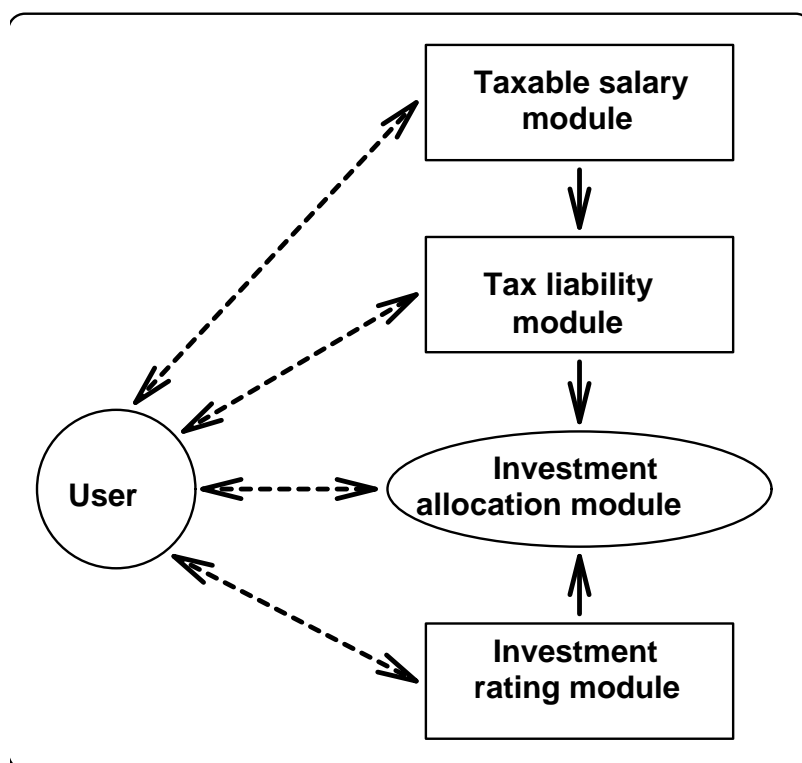 Taxable salary
module
Tax liability
module
User
Investment
allocation module
Investment
rating module